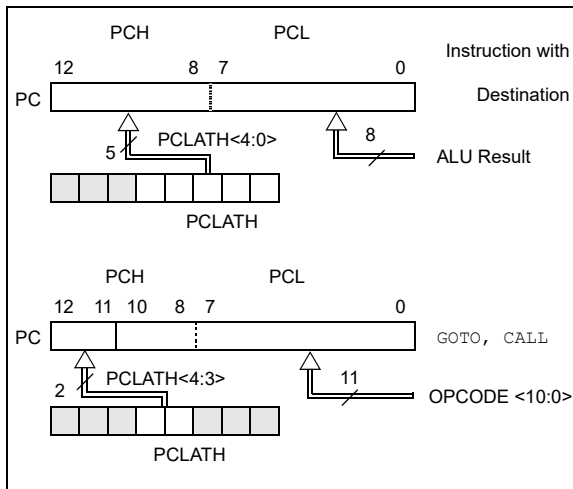 PCH PCL
12 8 7 0
Instruction with
PC
Destination
5
PCLATH<4:0>
8
ALU Result
PCLATH
PCH PCL
12 11 10 8 7 0
PC
GOTO, CALL
2
PCLATH<4:3>
11
OPCODE <10:0>
PCLATH